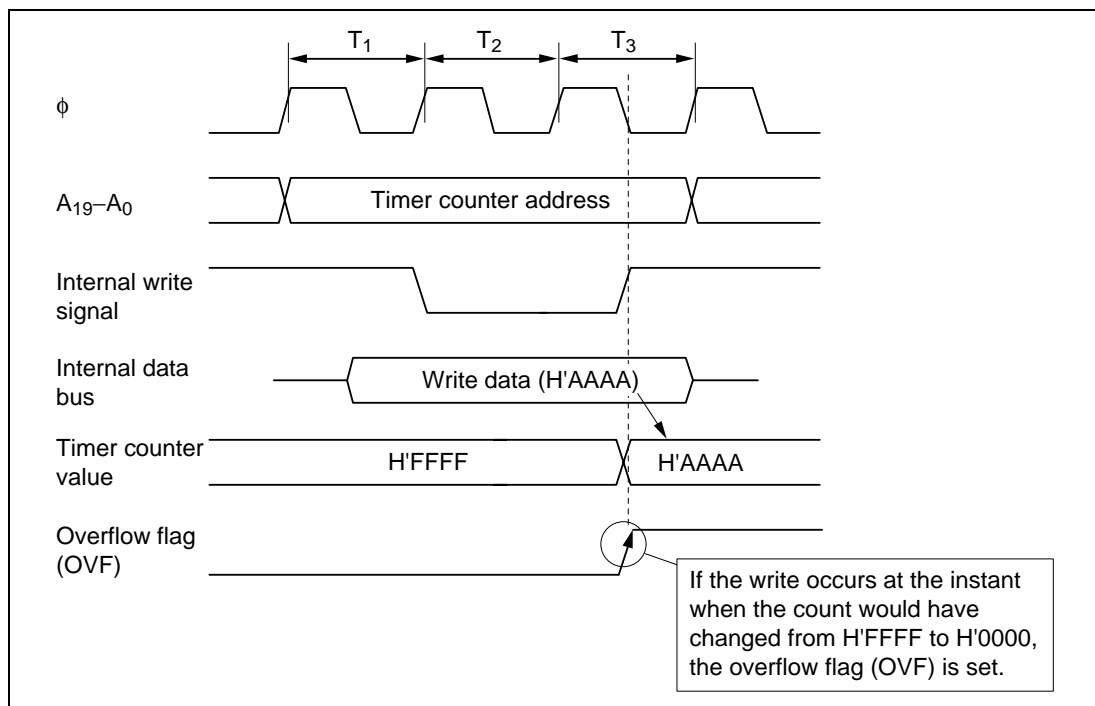 T₁ T₂ T₃
ϕ
A₁₉–A₀
Timer counter address
Internal write
signal
Internal data
bus
Write data (H'AAAA)
Timer counter
value
H'FFFF
H'AAAA
Overflow flag
(OVF)
If the write occurs at the instant
when the count would have
changed from H'FFFF to H'0000,
the overflow flag (OVF) is set.